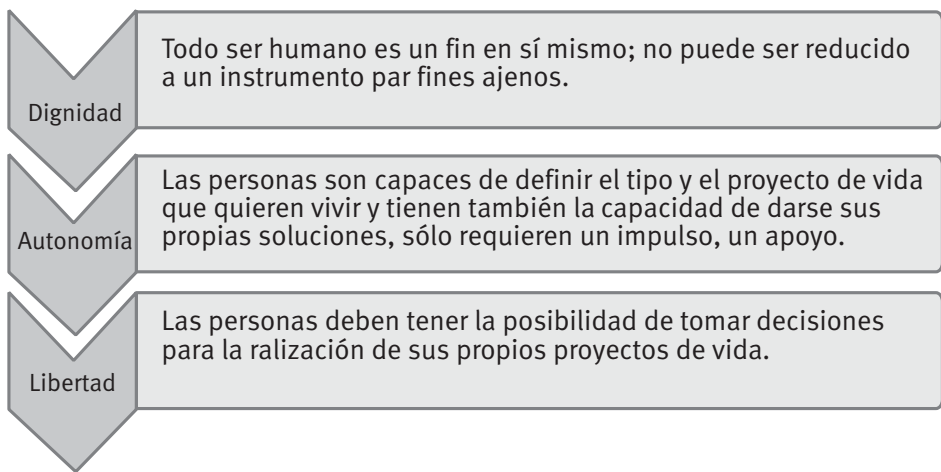 Dignidad
Todo ser humano es un fin en sí mismo; no puede ser reducido
a un instrumento par fines ajenos.
Autonomía
Las personas son capaces de definir el tipo y el proyecto de vida
que quieren vivir y tienen también la capacidad de darse sus
propias soluciones, sólo requieren un impulso, un apoyo.
Libertad
Las personas deben tener la posibilidad de tomar decisiones
para la ralización de sus propios proyectos de vida.